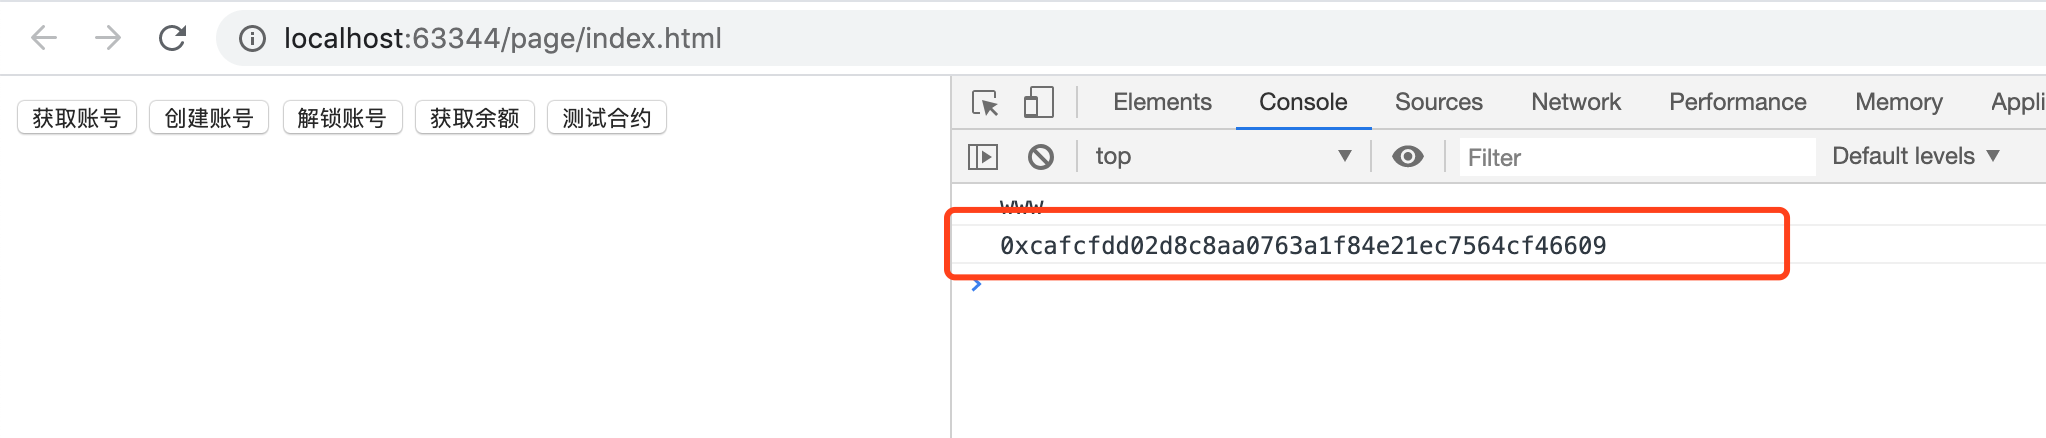 localhost:63344/page/index.html
获取账号 创建账号 解锁账号 获取余额 测试合约
Elements Console Sources Network Performance Memory Appli
top Filter Default levels
www
0xcafcfdd02d8c8aa0763a1f84e21ec7564cf46609